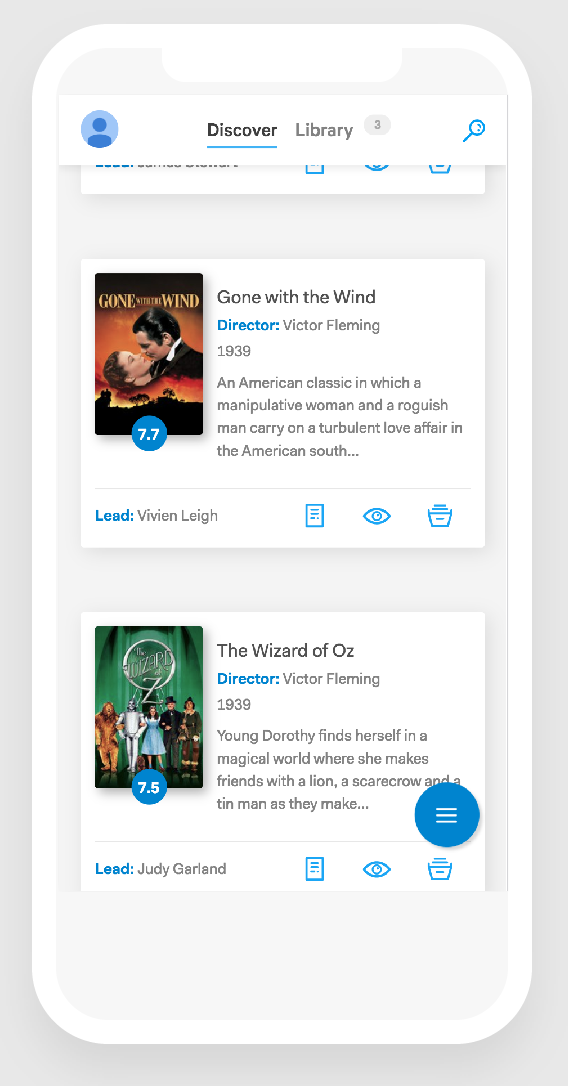 Discover Library 3
Lead: James Stewart
GONE WITH THE WIND
Gone with the Wind
Director: Victor Fleming
1939
An American classic in which a
manipulative woman and a roguish
man carry on a turbulent love affair in
the American south...
7.7
Lead: Vivien Leigh
The
WIZARD
OF
OZ
The Wizard of Oz
Director: Victor Fleming
1939
Young Dorothy finds herself in a
magical world where she makes
friends with a lion, a scarecrow and a
tin man as they make...
7.5
Lead: Judy Garland